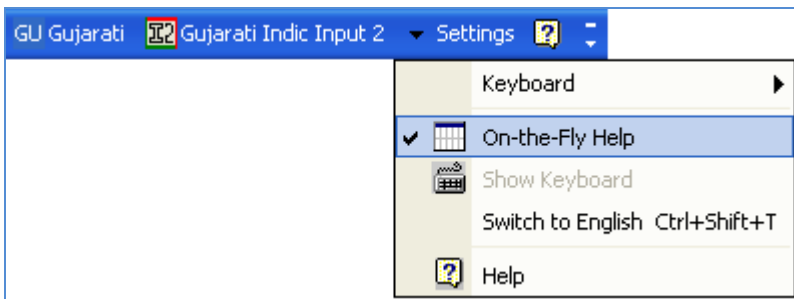 GU Gujarati Gujarati Indic Input 2 Settings
Keyboard
On-the-Fly Help
Show Keyboard
Switch to English Ctrl+Shift+T
Help